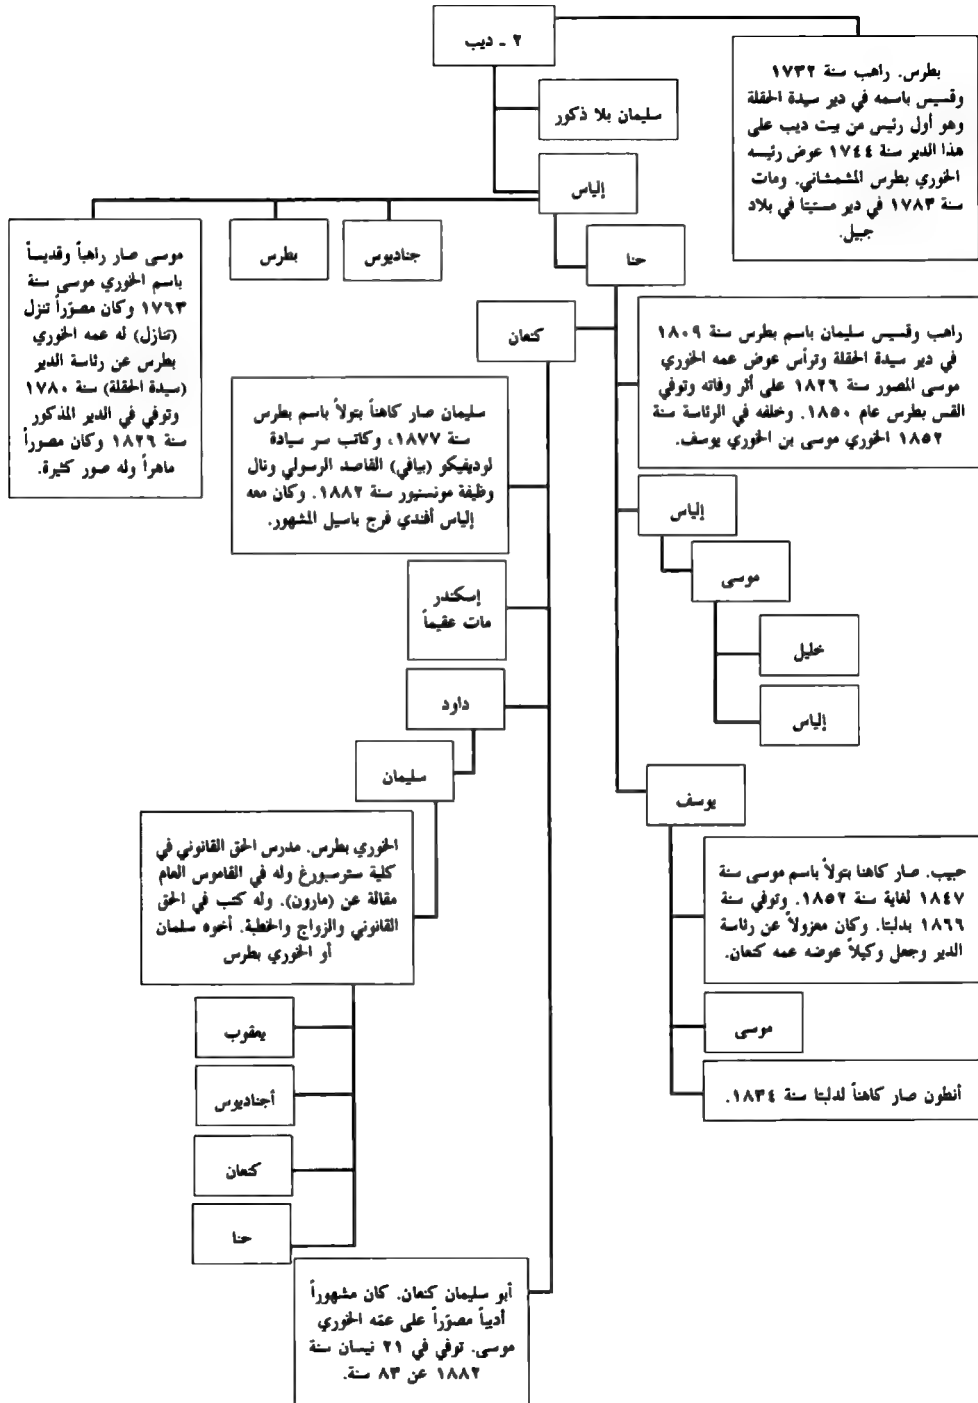 ٢ ـ ديب
بطرس. راهب سنة ١٧٣٢
وقسيس باسمه في دير سيدة الحقلة
وهو أول رئيس من بيت ديب على
هذا الدير سنة ١٧٤٤ عوض رئيسه
الخوري بطرس المشمشاني. ومات
سنة ١٧٨٣ في دير مستيتا في بلاد
جبيل.
سليمان بلا ذكور
إلياس
حنا
جناديوس
بطرس
موسى صار راهباً وقديساً
باسم الخوري موسى سنة
١٧٦٣ وكان مصوّراً تنزل
(تنازل) له عمه الخوري
بطرس عن رئاسة الدير
(سيدة الحقلة) سنة ١٧٨٠
وتوفي في الدير المذكور
سنة ١٨٢٦ وكان مصوراً
ماهراً وله صور كثيرة.
راهب وقسيس سليمان باسم بطرس سنة ١٨٠٩
في دير سيدة الحقلة وترأس عوض عمه الخوري
موسى المصور سنة ١٨٢٦ على أثر وفاته وتوفي
القس بطرس عام ١٨٥٠. وخلفه في الرئاسة سنة
١٨٥٢ الخوري موسى بن الخوري يوسف.
كنعان
سليمان صار كاهناً بتولاً باسم بطرس
سنة ١٨٧٧، وكاتب سر سيادة
لوديفيكو (بيافي) القاصد الرسولي ونال
وظيفة مونسنيور سنة ١٨٨٢. وكان معه
إلياس أفندي فرج باسيل المشهور.
إلياس
موسى
خليل
إلياس
إسكندر
مات عقيماً
داود
سليمان
الخوري بطرس. مدرس الحق القانوني في
كلية سترسبورغ وله في القاموس العام
مقالة عن (مارون). وله كتب في الحق
القانوني والزواج والخطبة. أخوه سلمان
أو الخوري بطرس
يوسف
حبيب. صار كاهنا بتولاً باسم موسى سنة
١٨٤٧ لغاية سنة ١٨٥٢. وتوفي سنة
١٨٦٦ بدلبتا. وكان معزولاً عن رئاسة
الدير وجعل وكيلاً عوضه عمه كنعان.
موسى
أنطون صار كاهناً لدلبتا سنة ١٨٣٤.
يعقوب
أجناديوس
كنعان
حنا
أبو سليمان كنعان. كان مشهوراً
أديباً مصوّراً على عمّه الخوري
موسى. توفي في ٢١ نيسان سنة
١٨٨٢ عن ٨٣ سنة.